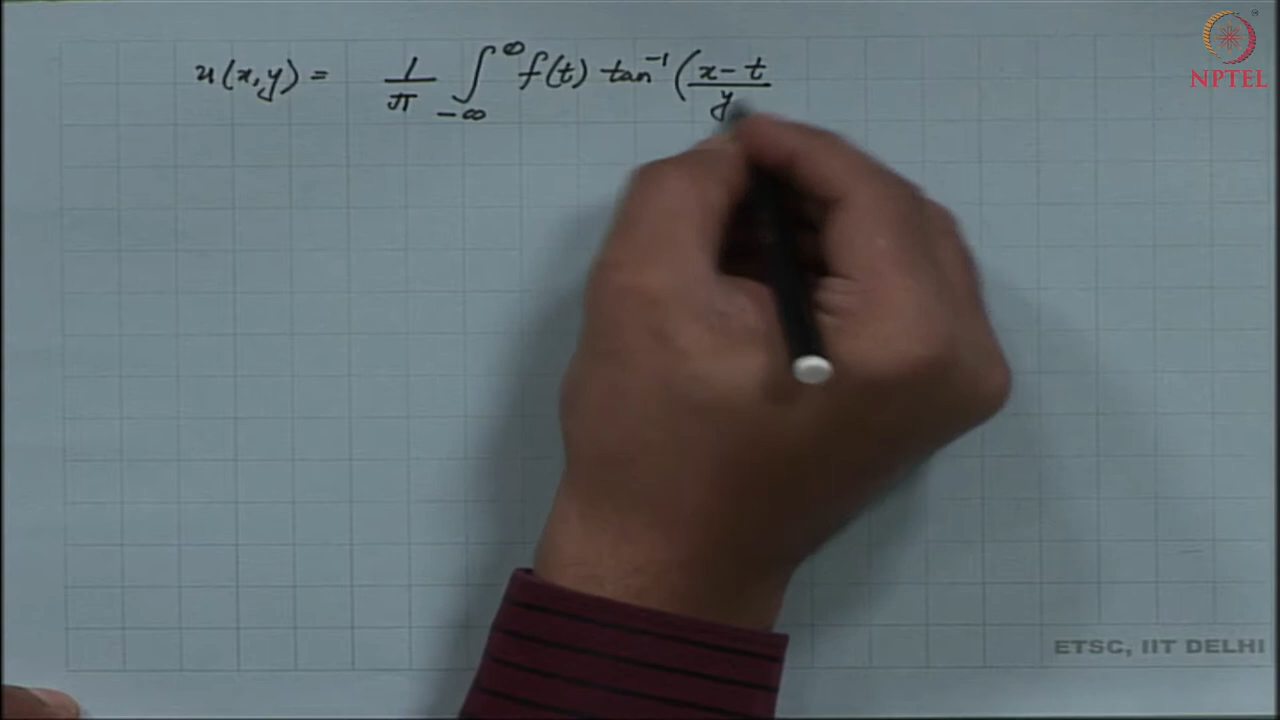 u(x,y) = 1/π ∫_{-∞}^{∞} f(t) tan⁻¹ (x-t/y
NPTEL
ETSC, IIT DELHI